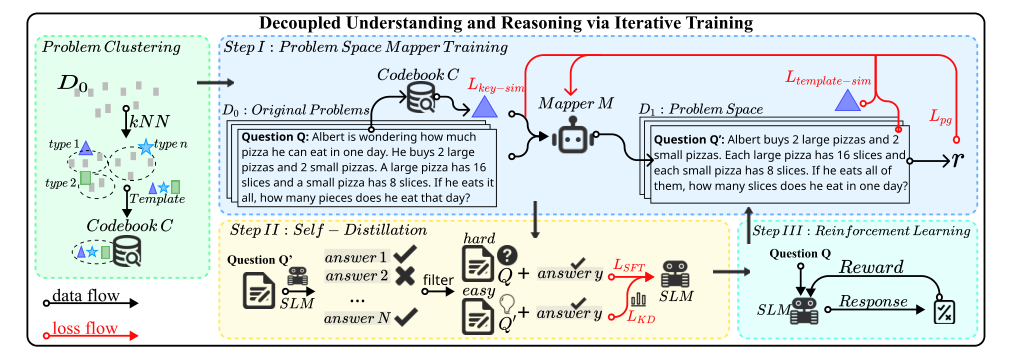 Decoupled Understanding and Reasoning via Iterative Training
Problem Clustering
D0
kNN
type 1
type n
type 2
Template
Codebook C
data flow
loss flow
Step I : Problem Space Mapper Training
Codebook C
L_key-sim
Mapper M
L_template-sim
L_pg
D0 : Original Problems
Question Q: Albert is wondering how much
pizza he can eat in one day. He buys 2 large
pizzas and 2 small pizzas. A large pizza has 16
slices and a small pizza has 8 slices. If he eats it
all, how many pieces does he eat that day?
D1 : Problem Space
Question Q': Albert buys 2 large pizzas and 2
small pizzas. Each large pizza has 16 slices and
each small pizza has 8 slices. If he eats all of
them, how many slices does he eat in one day?
r
Step II : Self - Distillation
Question Q'
SLM
answer 1
answer 2
...
answer N
filter
hard
Q + answer y
easy
Q' + answer y
L_SFT
L_KD
SLM
Step III : Reinforcement Learning
Question Q
Reward
SLM
Response